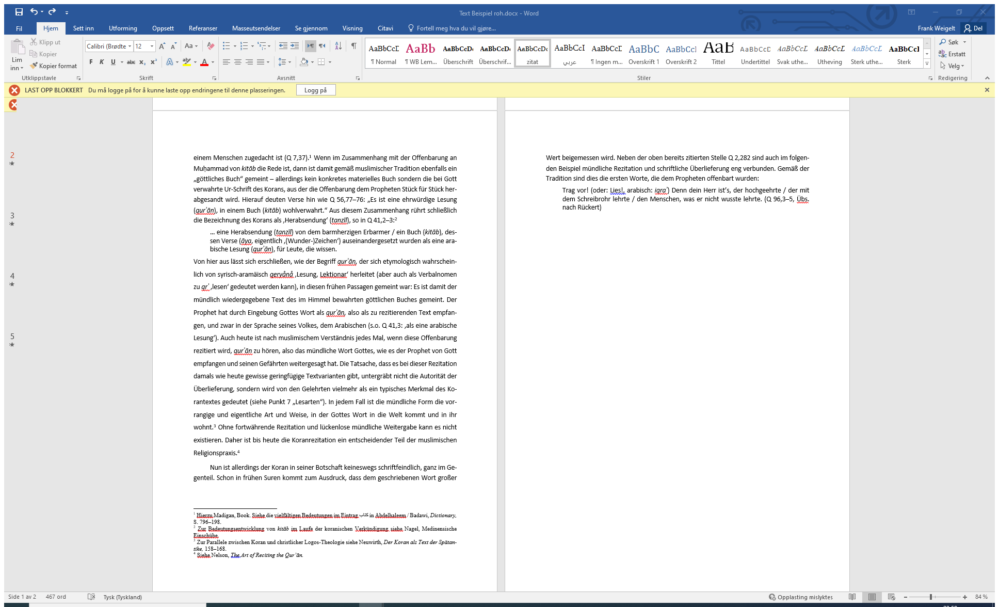 Text Beispiel roh.docx - Word
Fil Hjem Sett inn Utforming Oppsett Referanser Masseutsendelser Se gjennom Visning Citavi Fortell meg hva du vil gjøre... Frank Weigelt Del
Klipp ut
Kopier
Kopier format
Lim inn
Calibri (Brødte 12
F K U abc x₂ x²
AaBbCcD AaBb AaBbCcD AaBbCcD AaBbCcD AaBbCcI AaBbCcD AaBbC AaBbCcI AaB AaBbCcD AaBbCcD AaBbCcD AaBbCcD AaBbCcI
¶ Normal ¶ WB Lem... Überschrift Überschrif... zitat عربي ¶ Ingen m... Overskrift 1 Overskrift 2 Tittel Undertittel Svak uthe... Utheving Sterk uthe... Sterk
Søk
Erstatt
Velg
Utklippstavle Skrift Avsnitt Stiler Redigering
LAST OPP BLOKKERT Du må logge på for å kunne laste opp endringene til denne plasseringen. Logg på
2
3
4
5
einem Menschen zugedacht ist (Q 7,37).¹ Wenn im Zusammenhang mit der Offenbarung an
Muḥammad von kitāb die Rede ist, dann ist damit gemäß muslimischer Tradition ebenfalls ein
„göttliches Buch“ gemeint – allerdings kein konkretes materielles Buch sondern die bei Gott
verwahrte Ur-Schrift des Korans, aus der die Offenbarung dem Propheten Stück für Stück her-
abgesandt wird. Hierauf deuten Verse hin wie Q 56,77–76: „Es ist eine ehrwürdige Lesung
(qurʾān), in einem Buch (kitāb) wohlverwahrt.“ Aus diesem Zusammenhang rührt schließlich
die Bezeichnung des Korans als ‚Herabsendung‘ (tanzīl), so in Q 41,2–3:²
... eine Herabsendung (tanzīl) von dem barmherzigen Erbarmer / ein Buch (kitāb), des-
sen Verse (āya, eigentlich ‚(Wunder-)Zeichen‘) auseinandergesetzt wurden als eine ara-
bische Lesung (qurʾān), für Leute, die wissen.
Von hier aus lässt sich erschließen, wie der Begriff qurʾān, der sich etymologisch wahrschein-
lich von syrisch-aramäisch qeryånå ‚Lesung, Lektionar‘ herleitet (aber auch als Verbalnomen
zu qrʾ ‚lesen‘ gedeutet werden kann), in diesen frühen Passagen gemeint war: Es ist damit der
mündlich wiedergegebene Text des im Himmel bewahrten göttlichen Buches gemeint. Der
Prophet hat durch Eingebung Gottes Wort als qurʾān, also als zu rezitierenden Text empfan-
gen, und zwar in der Sprache seines Volkes, dem Arabischen (s.o. Q 41,3: ‚als eine arabische
Lesung‘). Auch heute ist nach muslimischem Verständnis jedes Mal, wenn diese Offenbarung
rezitiert wird, qurʾān zu hören, also das mündliche Wort Gottes, wie es der Prophet von Gott
empfangen und seinen Gefährten weitergesagt hat. Die Tatsache, dass es bei dieser Rezitation
damals wie heute gewisse geringfügige Textvarianten gibt, untergräbt nicht die Autorität der
Überlieferung, sondern wird von den Gelehrten vielmehr als ein typisches Merkmal des Ko-
rantextes gedeutet (siehe Punkt 7 „Lesarten“). In jedem Fall ist die mündliche Form die vor-
rangige und eigentliche Art und Weise, in der Gottes Wort in die Welt kommt und in ihr
wohnt.³ Ohne fortwährende Rezitation und lückenlose mündliche Weitergabe kann es nicht
existieren. Daher ist bis heute die Koranrezitation ein entscheidender Teil der muslimischen
Religionspraxis.⁴
Nun ist allerdings der Koran in seiner Botschaft keineswegs schriftfeindlich, ganz im Ge-
genteil. Schon in frühen Suren kommt zum Ausdruck, dass dem geschriebenen Wort großer
¹ Hierzu Madigan, Book. Siehe die vielfältigen Bedeutungen im Eintrag كتاب in Abdelhaleem / Badawi, Dictionary,
S. 796–198.
² Zur Bedeutungsentwicklung von kitāb im Laufe der koranischen Verkündigung siehe Nagel, Medinensische
Einschübe.
³ Zur Parallele zwischen Koran und christlicher Logos-Theologie siehe Neuwirth, Der Koran als Text der Spätan-
tike, 158–168.
⁴ Siehe Nelson, The Art of Reciting the Qurʾān.
Wert beigemessen wird. Neben der oben bereits zitierten Stelle Q 2,282 sind auch im folgen-
den Beispiel mündliche Rezitation und schriftliche Überlieferung eng verbunden. Gemäß der
Tradition sind dies die ersten Worte, die dem Propheten offenbart wurden:
Trag vor! (oder: Lies!, arabisch: iqraʾ) Denn dein Herr ist’s, der hochgeehrte / der mit
dem Schreibrohr lehrte / den Menschen, was er nicht wusste lehrte. (Q 96,3–5, Übs.
nach Rückert)
Side 1 av 2 467 ord Tysk (Tyskland) Opplasting mislyktes 84 %